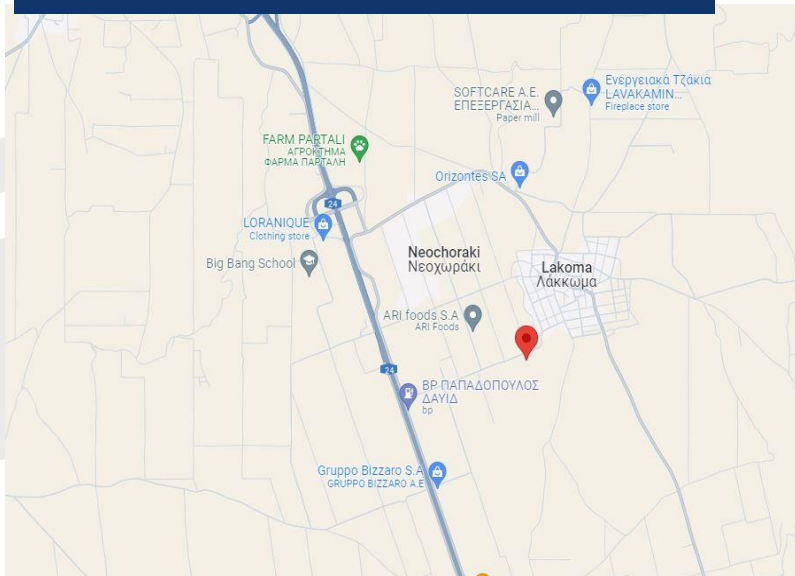 SOFTCARE A.E.
ΕΠΕΞΕΡΓΑΣΙΑ...
Paper mill
Ενεργειακά Τζάκια
LAVAKAMIN...
Fireplace store
FARM PARTALI
ΑΓΡΟΚΤΗΜΑ
ΦΑΡΜΑ ΠΑΡΤΑΛΗ
Orizontes SA
24
LORANIQUE
Clothing store
Big Bang School
Neochoraki
Νεοχωράκι
Lakoma
Λάκκωμα
ARI foods S.A
ARI Foods
24
BP ΠΑΠΑΔΟΠΟΥΛΟΣ
ΔΑΥΙΔ
bp
Gruppo Bizzaro S.A
GRUPPO BIZZARO A.E